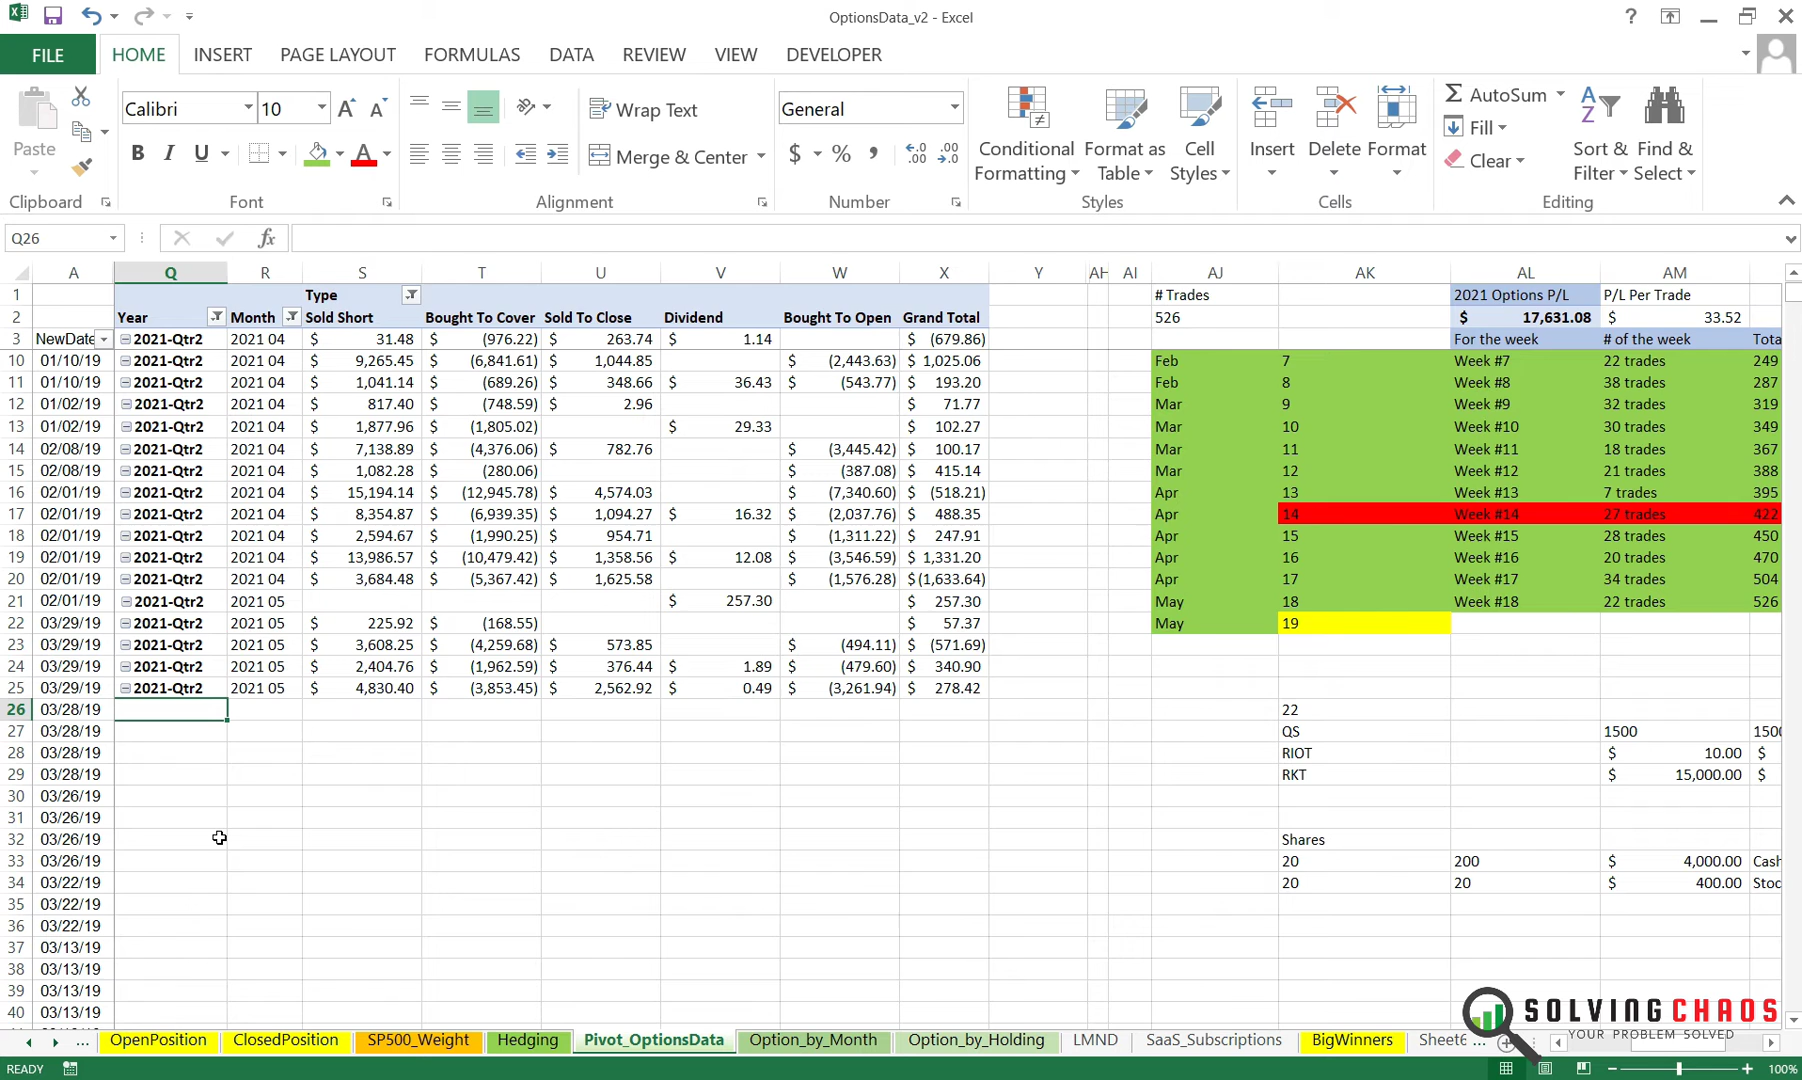 OptionsData_v2 - Excel
FILE HOME INSERT PAGE LAYOUT FORMULAS DATA REVIEW VIEW DEVELOPER
Paste
Clipboard
Calibri 10
B I U A
Font
Wrap Text
Merge & Center
Alignment
General
$ % ,
Number
Conditional Formatting
Format as Table
Cell Styles
Styles
Insert Delete Format
Cells
AutoSum
Fill
Clear
Sort & Filter
Find & Select
Editing
Q26 fx
A Q R S T U V W X Y AH AI AJ AK AL AM
1 Type # Trades 2021 Options P/L P/L Per Trade
2 Year Month Sold Short Bought To Cover Sold To Close Dividend Bought To Open Grand Total 526 $ 17,631.08 $ 33.52
3 NewDate 2021-Qtr2 2021 04 $ 31.48 $ (976.22) $ 263.74 $ 1.14 $ (679.86) For the week # of the week Tota
10 01/10/19 2021-Qtr2 2021 04 $ 9,265.45 $ (6,841.61) $ 1,044.85 $ (2,443.63) $ 1,025.06 Feb 7 Week #7 22 trades 249
11 01/10/19 2021-Qtr2 2021 04 $ 1,041.14 $ (689.26) $ 348.66 $ 36.43 $ (543.77) $ 193.20 Feb 8 Week #8 38 trades 287
12 01/02/19 2021-Qtr2 2021 04 $ 817.40 $ (748.59) $ 2.96 $ 71.77 Mar 9 Week #9 32 trades 319
13 01/02/19 2021-Qtr2 2021 04 $ 1,877.96 $ (1,805.02) $ 29.33 $ 102.27 Mar 10 Week #10 30 trades 349
14 02/08/19 2021-Qtr2 2021 04 $ 7,138.89 $ (4,376.06) $ 782.76 $ (3,445.42) $ 100.17 Mar 11 Week #11 18 trades 367
15 02/08/19 2021-Qtr2 2021 04 $ 1,082.28 $ (280.06) $ (387.08) $ 415.14 Mar 12 Week #12 21 trades 388
16 02/01/19 2021-Qtr2 2021 04 $ 15,194.14 $ (12,945.78) $ 4,574.03 $ (7,340.60) $ (518.21) Apr 13 Week #13 7 trades 395
17 02/01/19 2021-Qtr2 2021 04 $ 8,354.87 $ (6,939.35) $ 1,094.27 $ 16.32 $ (2,037.76) $ 488.35 Apr 14 Week #14 27 trades 422
18 02/01/19 2021-Qtr2 2021 04 $ 2,594.67 $ (1,990.25) $ 954.71 $ (1,311.22) $ 247.91 Apr 15 Week #15 28 trades 450
19 02/01/19 2021-Qtr2 2021 04 $ 13,986.57 $ (10,479.42) $ 1,358.56 $ 12.08 $ (3,546.59) $ 1,331.20 Apr 16 Week #16 20 trades 470
20 02/01/19 2021-Qtr2 2021 04 $ 3,684.48 $ (5,367.42) $ 1,625.58 $ (1,576.28) $ (1,633.64) Apr 17 Week #17 34 trades 504
21 02/01/19 2021-Qtr2 2021 05 $ 257.30 $ 257.30 May 18 Week #18 22 trades 526
22 03/29/19 2021-Qtr2 2021 05 $ 225.92 $ (168.55) $ 57.37 May 19
23 03/29/19 2021-Qtr2 2021 05 $ 3,608.25 $ (4,259.68) $ 573.85 $ (494.11) $ (571.69)
24 03/29/19 2021-Qtr2 2021 05 $ 2,404.76 $ (1,962.59) $ 376.44 $ 1.89 $ (479.60) $ 340.90
25 03/29/19 2021-Qtr2 2021 05 $ 4,830.40 $ (3,853.45) $ 2,562.92 $ 0.49 $ (3,261.94) $ 278.42
26 03/28/19 22
27 03/28/19 QS 1500 150
28 03/28/19 RIOT $ 10.00 $
29 03/28/19 RKT $ 15,000.00 $
30 03/26/19
31 03/26/19
32 03/26/19 Shares
33 03/26/19 20 200 $ 4,000.00 Cash
34 03/22/19 20 20 $ 400.00 Stoc
35 03/22/19
36 03/22/19
37 03/13/19
38 03/13/19
39 03/13/19
40 03/13/19
SOLVINGCHAOS
YOUR PROBLEM SOLVED
... OpenPosition ClosedPosition SP500_Weight Hedging Pivot_OptionsData Option_by_Month Option_by_Holding LMND SaaS_Subscriptions BigWinners Sheet6 ...
READY 100%